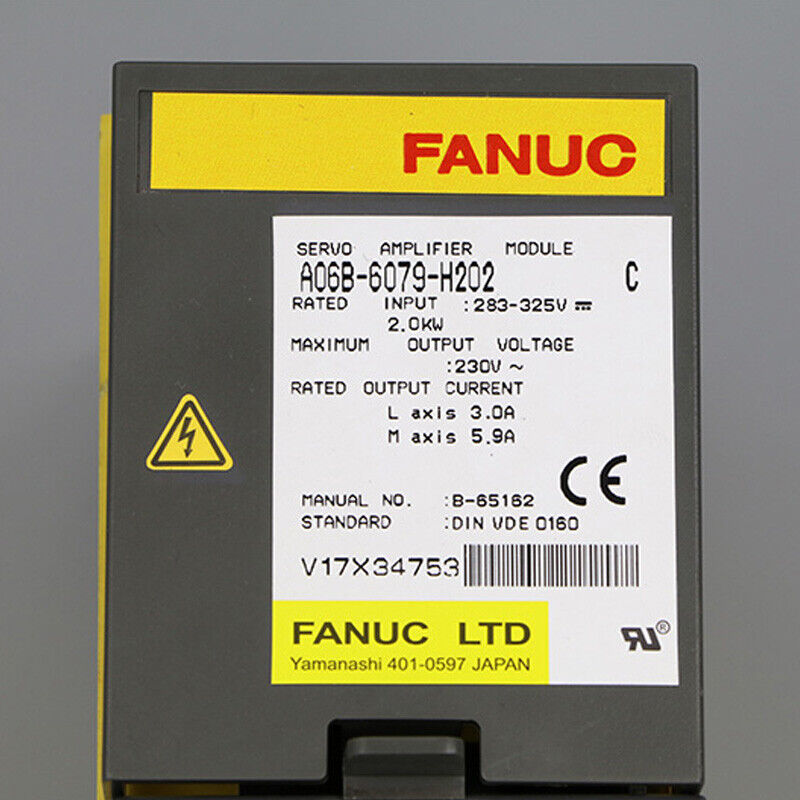 FANUC
SERVO AMPLIFIER MODULE
A06B-6079-H202 C
RATED INPUT :283-325V ⎓
2.0KW
MAXIMUM OUTPUT VOLTAGE
:230V ~
RATED OUTPUT CURRENT
L axis 3.0A
M axis 5.9A
CE
MANUAL NO. :B-65162
STANDARD :DIN VDE 0160
V17X34753
FANUC LTD
Yamanashi 401-0597 JAPAN
RU®